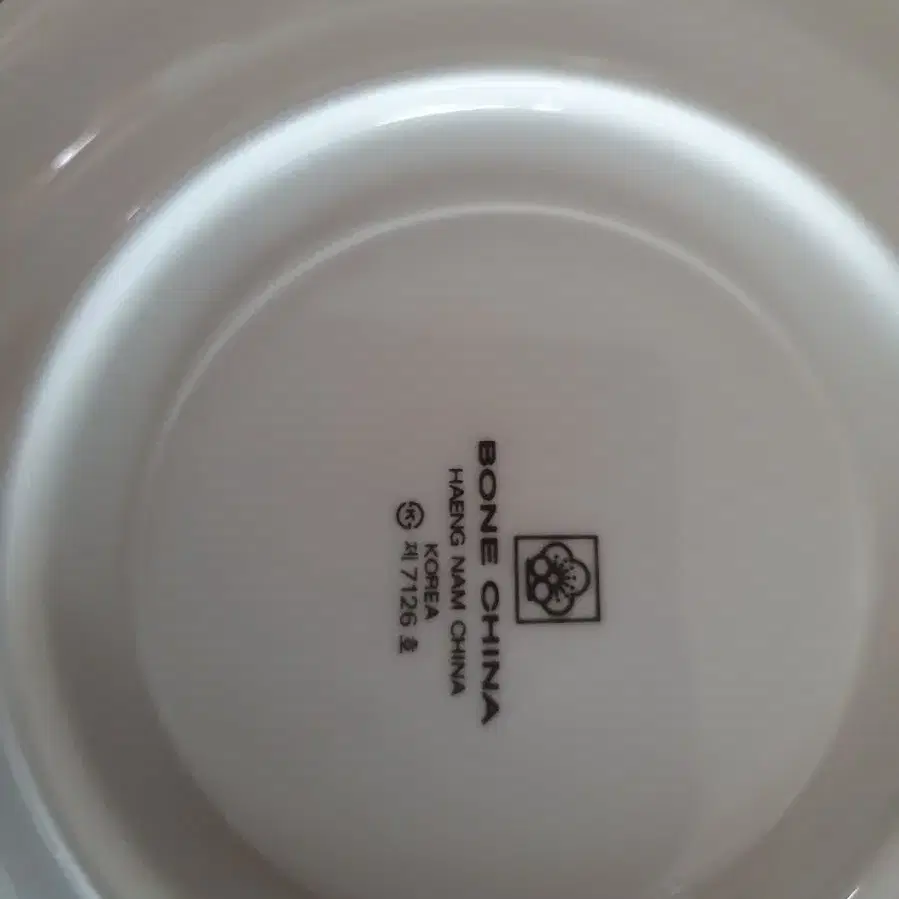 BONE CHINA
HAENG NAM CHINA
KOREA
㉿ 제 7126 호